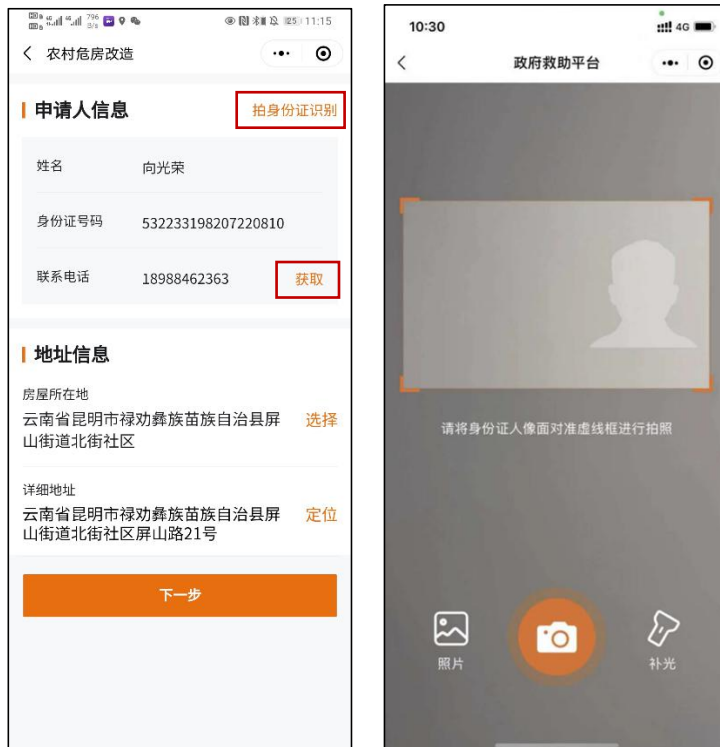 796
B/s
11:15
农村危房改造
申请人信息
拍身份证识别
姓名
向光荣
身份证号码
532233198207220810
联系电话
18988462363
获取
地址信息
房屋所在地
云南省昆明市禄劝彝族苗族自治县屏
山街道北街社区
选择
详细地址
云南省昆明市禄劝彝族苗族自治县屏
山街道北街社区屏山路21号
定位
下一步
10:30
4G
政府救助平台
请将身份证人像面对准虚线框进行拍照
照片
补光